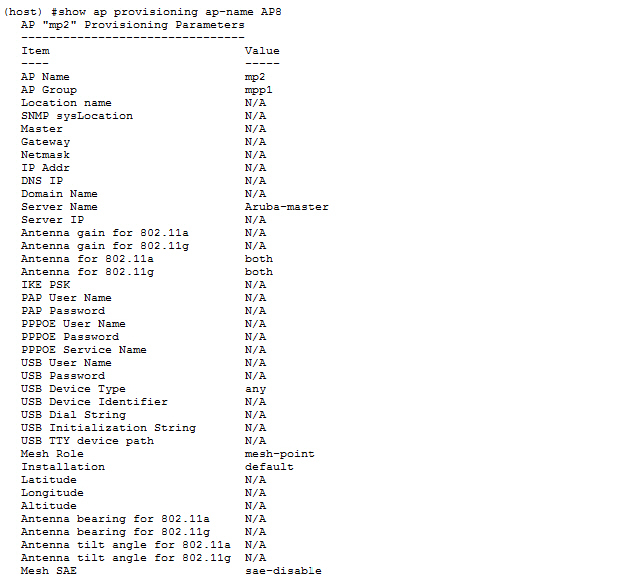 (host) #show ap provisioning ap-name AP8
AP "mp2" Provisioning Parameters
--------------------------------
Item Value
---- -----
AP Name mp2
AP Group mpp1
Location name N/A
SNMP sysLocation N/A
Master N/A
Gateway N/A
Netmask N/A
IP Addr N/A
DNS IP N/A
Domain Name N/A
Server Name Aruba-master
Server IP N/A
Antenna gain for 802.11a N/A
Antenna gain for 802.11g N/A
Antenna for 802.11a both
Antenna for 802.11g both
IKE PSK N/A
PAP User Name N/A
PAP Password N/A
PPPOE User Name N/A
PPPOE Password N/A
PPPOE Service Name N/A
USB User Name N/A
USB Password N/A
USB Device Type any
USB Device Identifier N/A
USB Dial String N/A
USB Initialization String N/A
USB TTY device path N/A
Mesh Role mesh-point
Installation default
Latitude N/A
Longitude N/A
Altitude N/A
Antenna bearing for 802.11a N/A
Antenna bearing for 802.11g N/A
Antenna tilt angle for 802.11a N/A
Antenna tilt angle for 802.11g N/A
Mesh SAE sae-disable